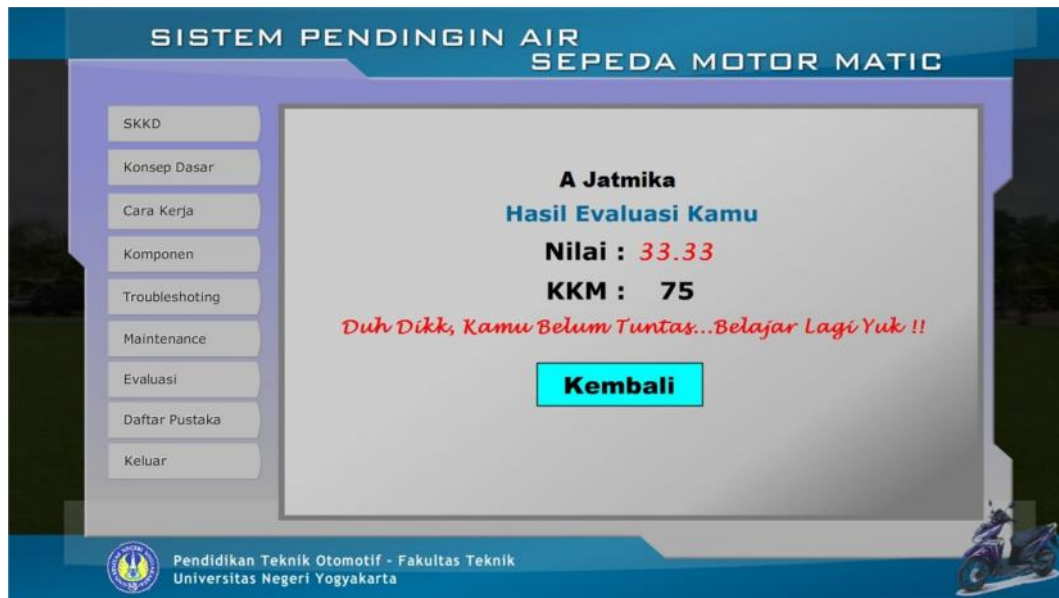 SISTEM PENDINGIN AIR
SEPEDA MOTOR MATIC
SKKD
Konsep Dasar
Cara Kerja
Komponen
Troubleshoting
Maintenance
Evaluasi
Daftar Pustaka
Keluar
A Jatmika
Hasil Evaluasi Kamu
Nilai : 33.33
KKM : 75
Duh Dikk, Kamu Belum Tuntas...Belajar Lagi Yuk !!
Kembali
Pendidikan Teknik Otomotif - Fakultas Teknik
Universitas Negeri Yogyakarta